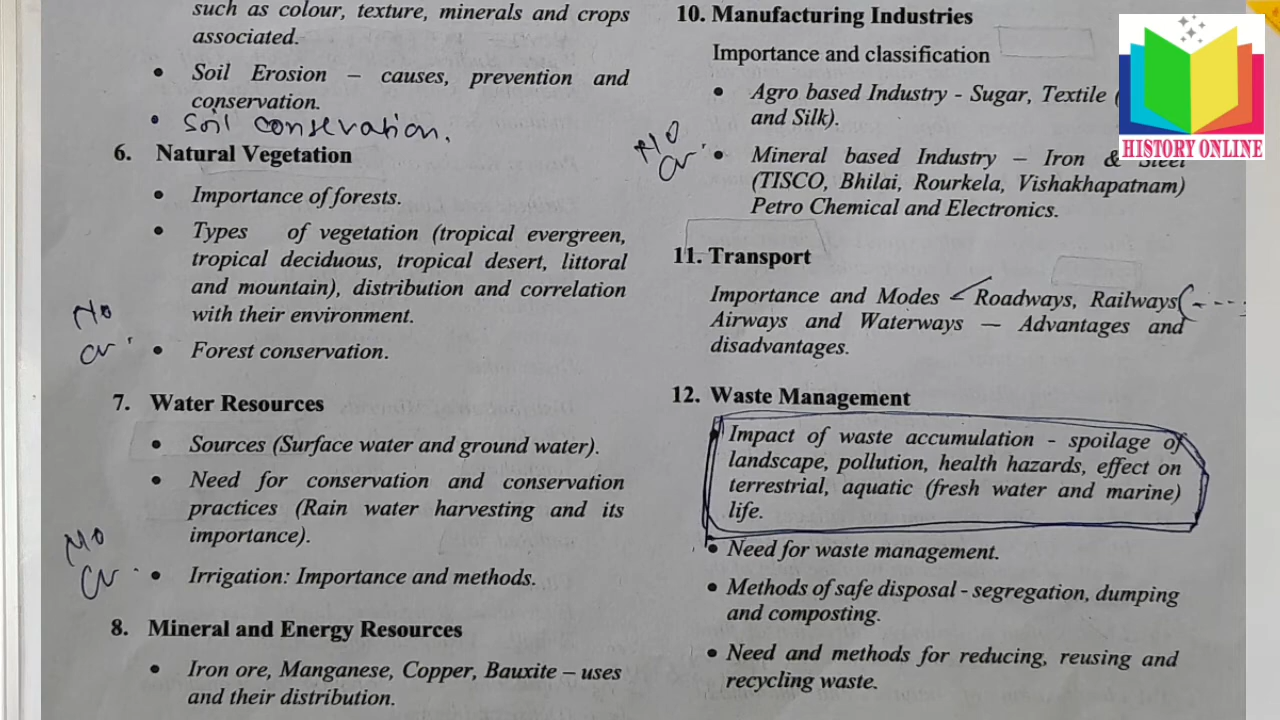 such as colour, texture, minerals and crops
associated.
• Soil Erosion – causes, prevention and
conservation.
• Soil conservation.
6. Natural Vegetation
• Importance of forests.
• Types of vegetation (tropical evergreen,
tropical deciduous, tropical desert, littoral
and mountain), distribution and correlation
with their environment.
No
• Forest conservation.
7. Water Resources
• Sources (Surface water and ground water).
• Need for conservation and conservation
practices (Rain water harvesting and its
importance).
No
• Irrigation: Importance and methods.
8. Mineral and Energy Resources
• Iron ore, Manganese, Copper, Bauxite – uses
and their distribution.
10. Manufacturing Industries
Importance and classification
• Agro based Industry - Sugar, Textile (
and Silk).
No
• Mineral based Industry – Iron & Steel
(TISCO, Bhilai, Rourkela, Vishakhapatnam)
Petro Chemical and Electronics.
11. Transport
Importance and Modes – Roadways, Railways
Airways and Waterways — Advantages and
disadvantages.
12. Waste Management
Impact of waste accumulation - spoilage of
landscape, pollution, health hazards, effect on
terrestrial, aquatic (fresh water and marine)
life.
• Need for waste management.
• Methods of safe disposal - segregation, dumping
and composting.
• Need and methods for reducing, reusing and
recycling waste.
HISTORY ONLINE